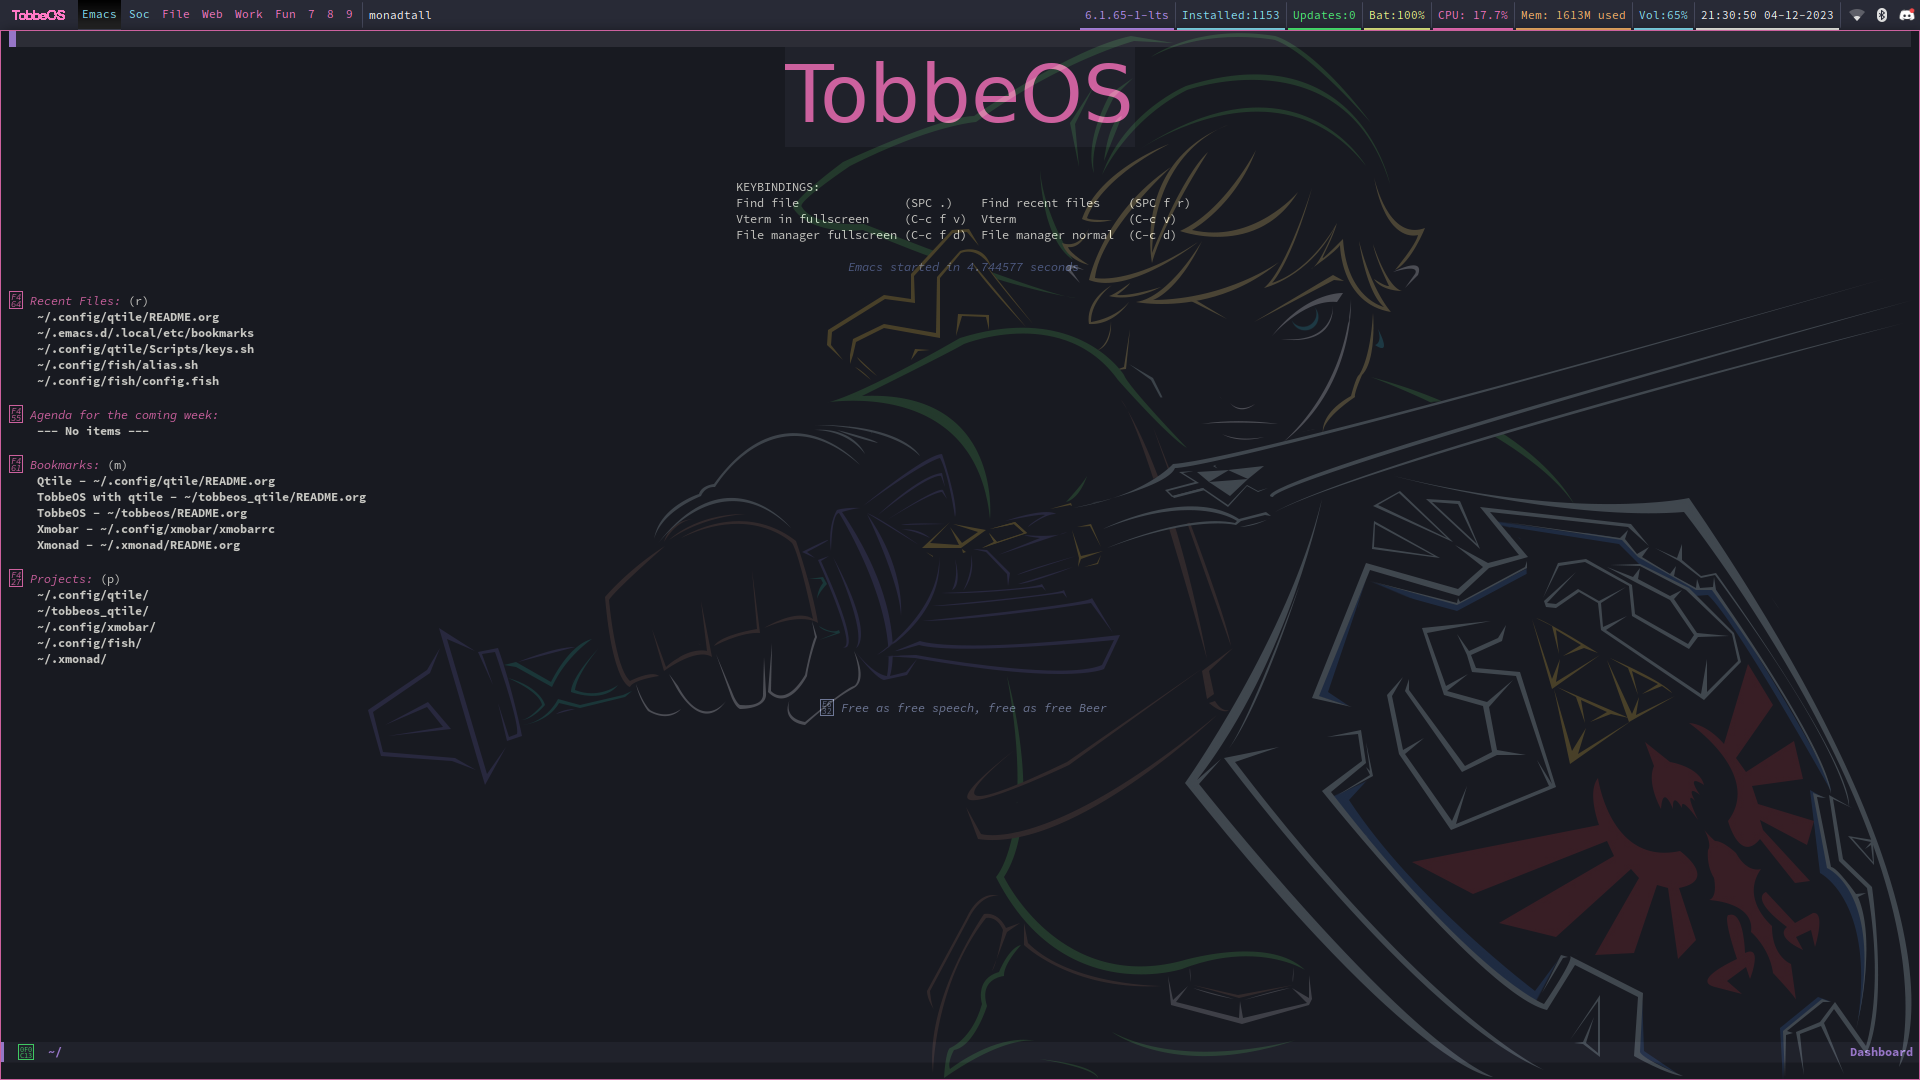 TobbeOS Emacs Soc File Web Work Fun 7 8 9 monadtall 6.1.65-1-lts Installed:1153 Updates:0 Bat:100% CPU: 17.7% Mem: 1613M used Vol:65% 21:30:50 04-12-2023
TobbeOS
KEYBINDINGS:
Find file (SPC .) Find recent files (SPC f r)
Vterm in fullscreen (C-c f v) Vterm (C-c v)
File manager fullscreen (C-c f d) File manager normal (C-c d)
Emacs started in 4.744577 seconds
Recent Files: (r)
~/.config/qtile/README.org
~/.emacs.d/.local/etc/bookmarks
~/.config/qtile/Scripts/keys.sh
~/.config/fish/alias.sh
~/.config/fish/config.fish
Agenda for the coming week:
--- No items ---
Bookmarks: (m)
Qtile - ~/.config/qtile/README.org
TobbeOS with qtile - ~/tobbeos_qtile/README.org
TobbeOS - ~/tobbeos/README.org
Xmobar - ~/.config/xmobar/xmobarrc
Xmonad - ~/.xmonad/README.org
Projects: (p)
~/.config/qtile/
~/tobbeos_qtile/
~/.config/xmobar/
~/.config/fish/
~/.xmonad/
Free as free speech, free as free Beer
~/ Dashboard